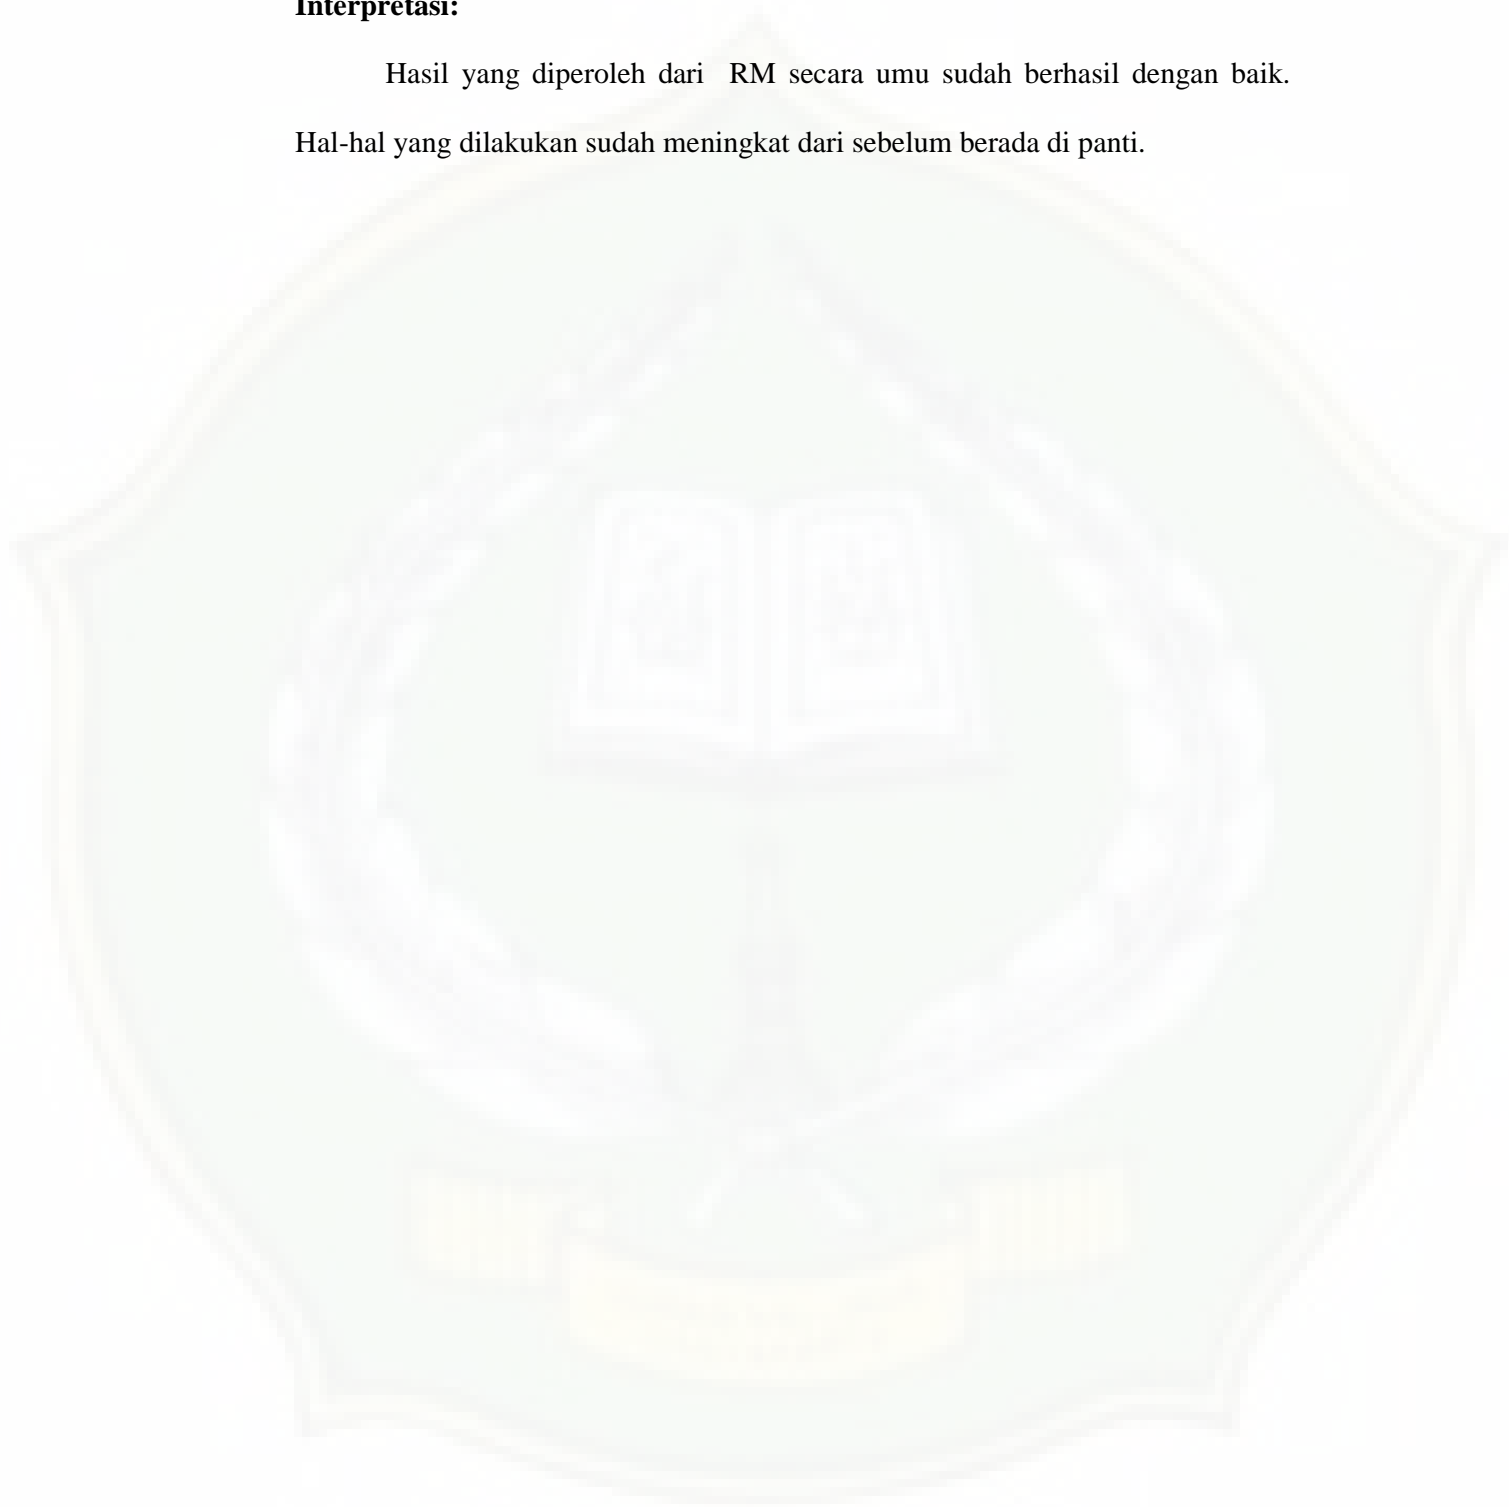 Interpretasi:
Hasil yang diperoleh dari RM secara umu sudah berhasil dengan baik.
Hal-hal yang dilakukan sudah meningkat dari sebelum berada di panti.